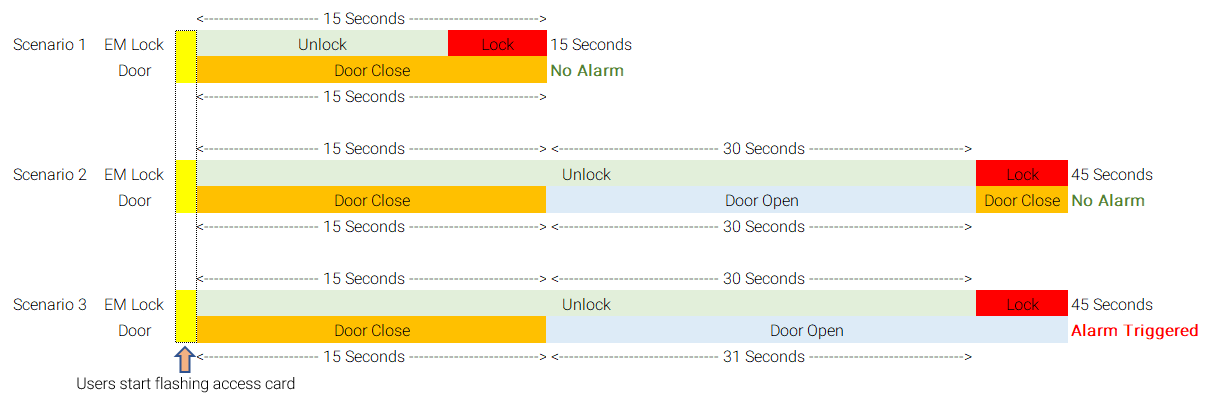 <--------------------- 15 Seconds ------------------------>
Scenario 1 EM Lock Unlock Lock 15 Seconds
Door Door Close No Alarm
<--------------------- 15 Seconds ------------------------>
<--------------------- 15 Seconds ------------------------> <------------------------------ 30 Seconds ----------------------------->
Scenario 2 EM Lock Unlock Lock 45 Seconds
Door Door Close Door Open Door Close No Alarm
<--------------------- 15 Seconds ------------------------> <------------------------------ 30 Seconds ----------------------------->
<--------------------- 15 Seconds ------------------------> <------------------------------ 30 Seconds ----------------------------->
Scenario 3 EM Lock Unlock Lock 45 Seconds
Door Door Close Door Open Alarm Triggered
<--------------------- 15 Seconds ------------------------> <------------------------------ 31 Seconds ----------------------------->
Users start flashing access card